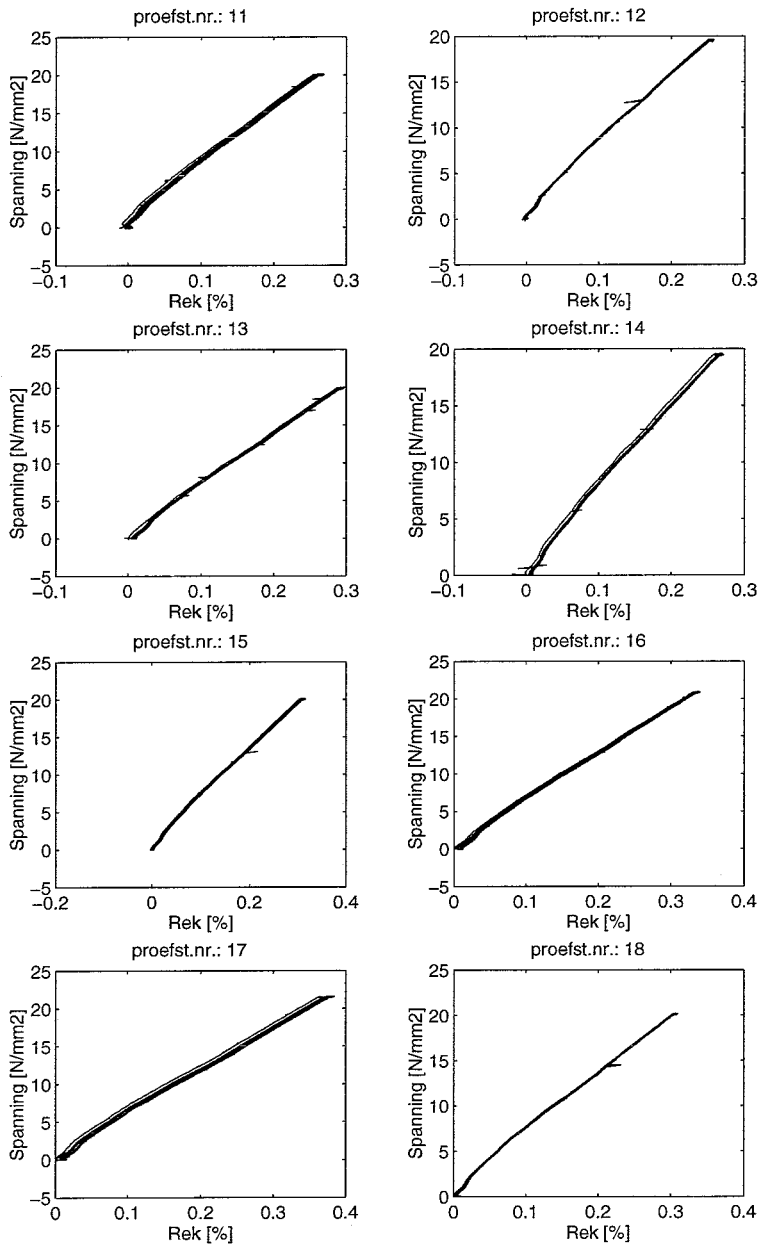 proefst.nr.: 11
25
20
15
10
5
0
−5
Spanning [N/mm2]
−0.1 0 0.1 0.2 0.3
Rek [%]
proefst.nr.: 12
20
15
10
5
0
−5
Spanning [N/mm2]
−0.1 0 0.1 0.2 0.3
Rek [%]
proefst.nr.: 13
25
20
15
10
5
0
−5
Spanning [N/mm2]
−0.1 0 0.1 0.2 0.3
Rek [%]
proefst.nr.: 14
20
15
10
5
0
Spanning [N/mm2]
−0.1 0 0.1 0.2 0.3
Rek [%]
proefst.nr.: 15
25
20
15
10
5
0
−5
Spanning [N/mm2]
−0.2 0 0.2 0.4
Rek [%]
proefst.nr.: 16
25
20
15
10
5
0
−5
Spanning [N/mm2]
0 0.1 0.2 0.3 0.4
Rek [%]
proefst.nr.: 17
25
20
15
10
5
0
−5
Spanning [N/mm2]
0 0.1 0.2 0.3 0.4
Rek [%]
proefst.nr.: 18
25
20
15
10
5
0
Spanning [N/mm2]
0 0.1 0.2 0.3 0.4
Rek [%]